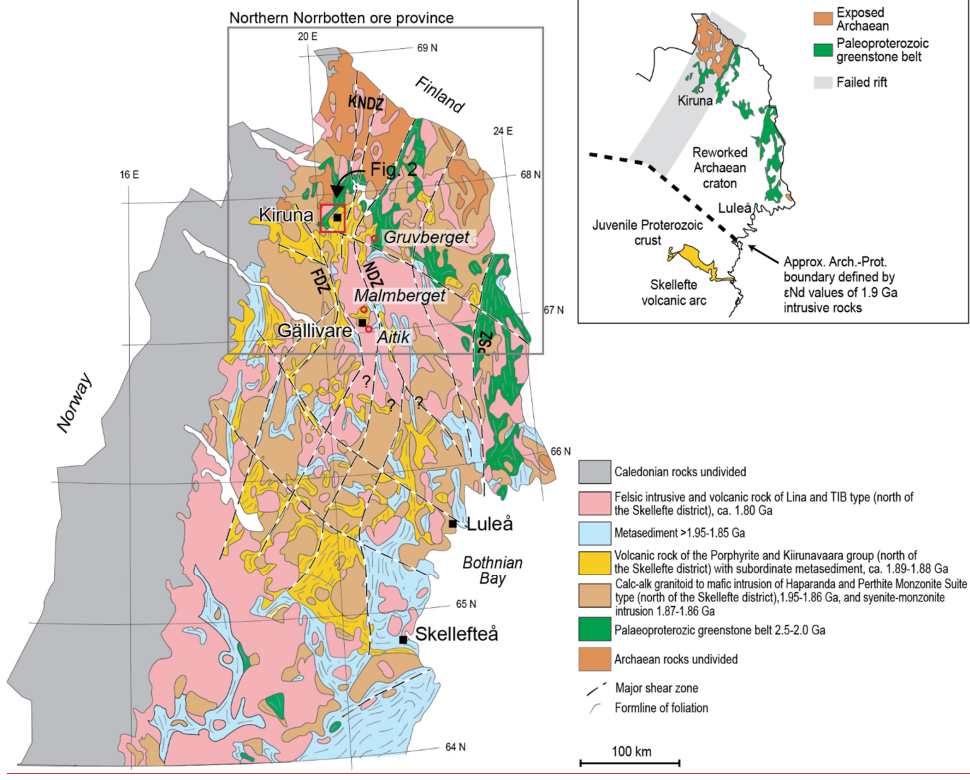 Northern Norrbotten ore province
20 E
69 N
KNDZ
Finland
24 E
Fig. 2
68 N
16 E
Kiruna
Gruvberget
FDZ
NDZ
Malmberget
67 N
Gällivare
Aitik
PSZ
Norway
?
?
?
66 N
Luleå
Bothnian
Bay
65 N
Skellefteå
64 N
Exposed
Archaean
Paleoproterozoic
greenstone belt
Failed rift
Kiruna
Reworked
Archaean
craton
Luleå
Juvenile Proterozoic
crust
Skellefte
volcanic arc
Approx. Arch.-Prot.
boundary defined by
εNd values of 1.9 Ga
intrusive rocks
Caledonian rocks undivided
Felsic intrusive and volcanic rock of Lina and TIB type (north of
the Skellefte district), ca. 1.80 Ga
Metasediment >1.95-1.85 Ga
Volcanic rock of the Porphyrite and Kiirunavaara group (north of
the Skellefte district) with subordinate metasediment, ca. 1.89-1.88 Ga
Calc-alk granitoid to mafic intrusion of Haparanda and Perthite Monzonite Suite
type (north of the Skellefte district),1.95-1.86 Ga, and syenite-monzonite
intrusion 1.87-1.86 Ga
Palaeoproterozic greenstone belt 2.5-2.0 Ga
Archaean rocks undivided
Major shear zone
Formline of foliation
100 km